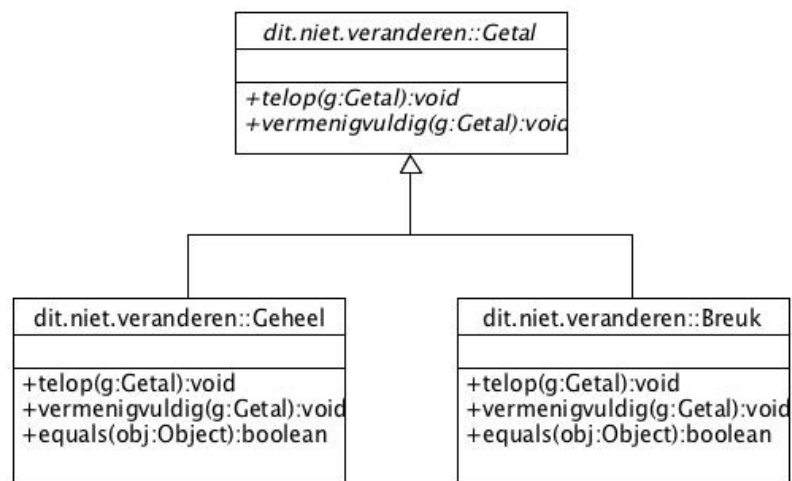 dit.niet.veranderen::Getal
+telop(g:Getal):void
+vermenigvuldig(g:Getal):void
dit.niet.veranderen::Geheel
+telop(g:Getal):void
+vermenigvuldig(g:Getal):void
+equals(obj:Object):boolean
dit.niet.veranderen::Breuk
+telop(g:Getal):void
+vermenigvuldig(g:Getal):void
+equals(obj:Object):boolean